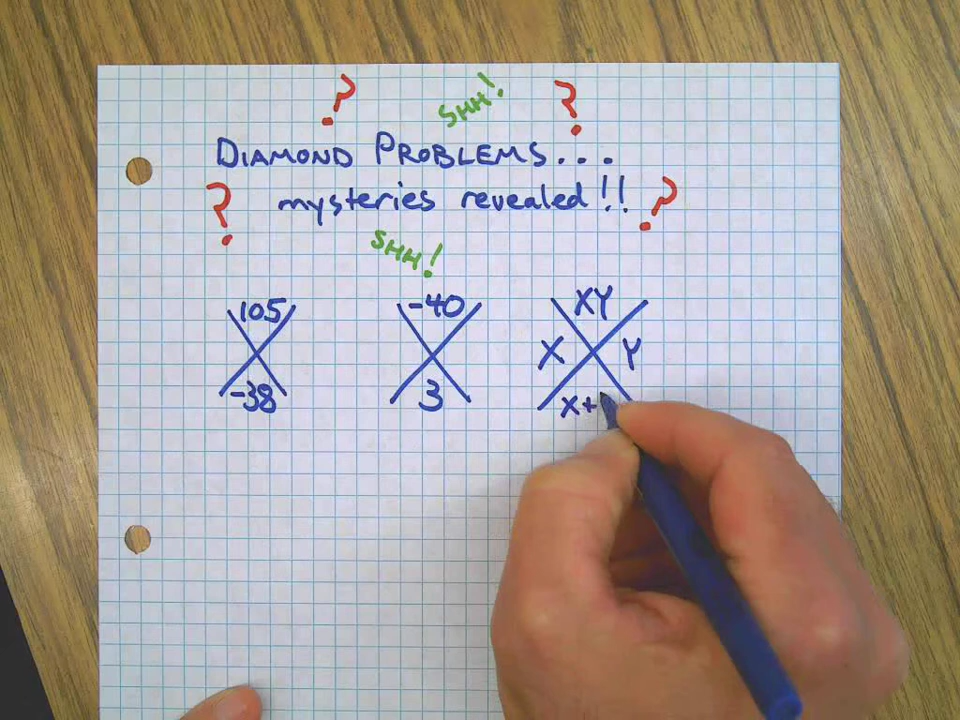 ? SHH! ?
DIAMOND PROBLEMS...
? mysteries revealed!! ?
SHH!
105 -40 XY
X Y
-38 3 x+